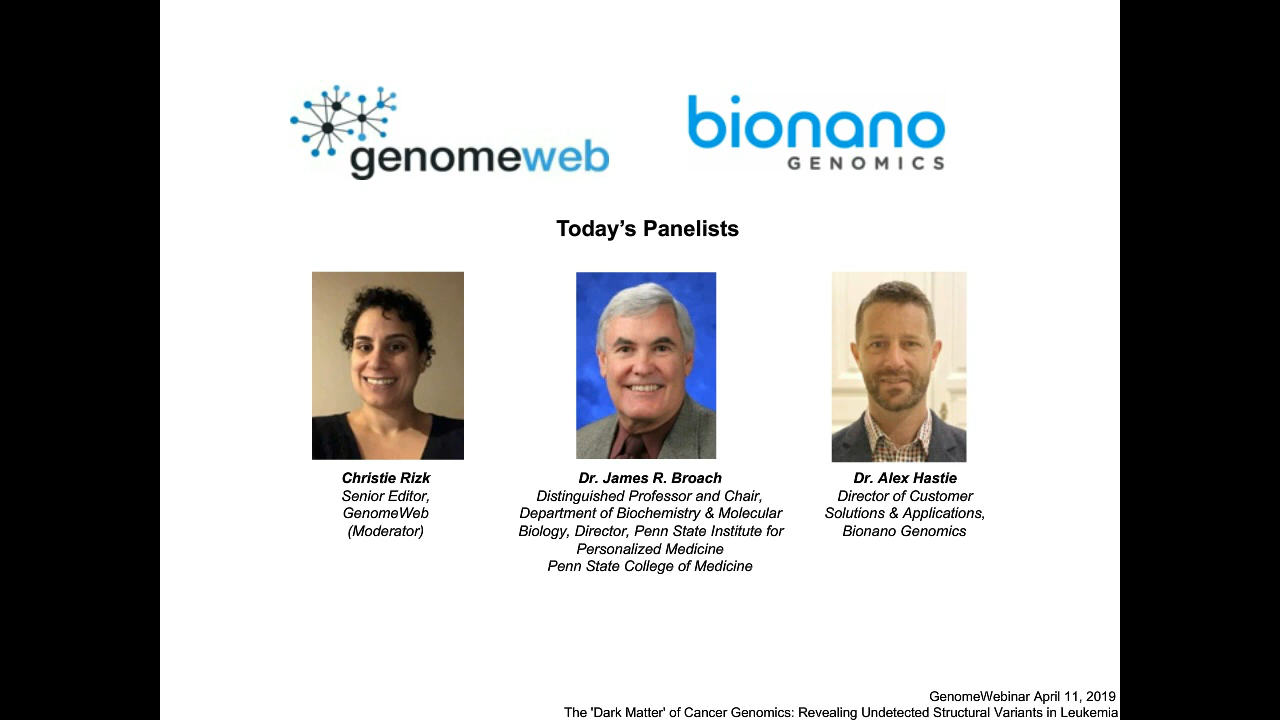 genomeweb
bionano
GENOMICS
Today’s Panelists
Christie Rizk
Senior Editor,
GenomeWeb
(Moderator)
Dr. James R. Broach
Distinguished Professor and Chair,
Department of Biochemistry & Molecular
Biology, Director, Penn State Institute for
Personalized Medicine
Penn State College of Medicine
Dr. Alex Hastie
Director of Customer
Solutions & Applications,
Bionano Genomics
GenomeWebinar April 11, 2019
The 'Dark Matter' of Cancer Genomics: Revealing Undetected Structural Variants in Leukemia